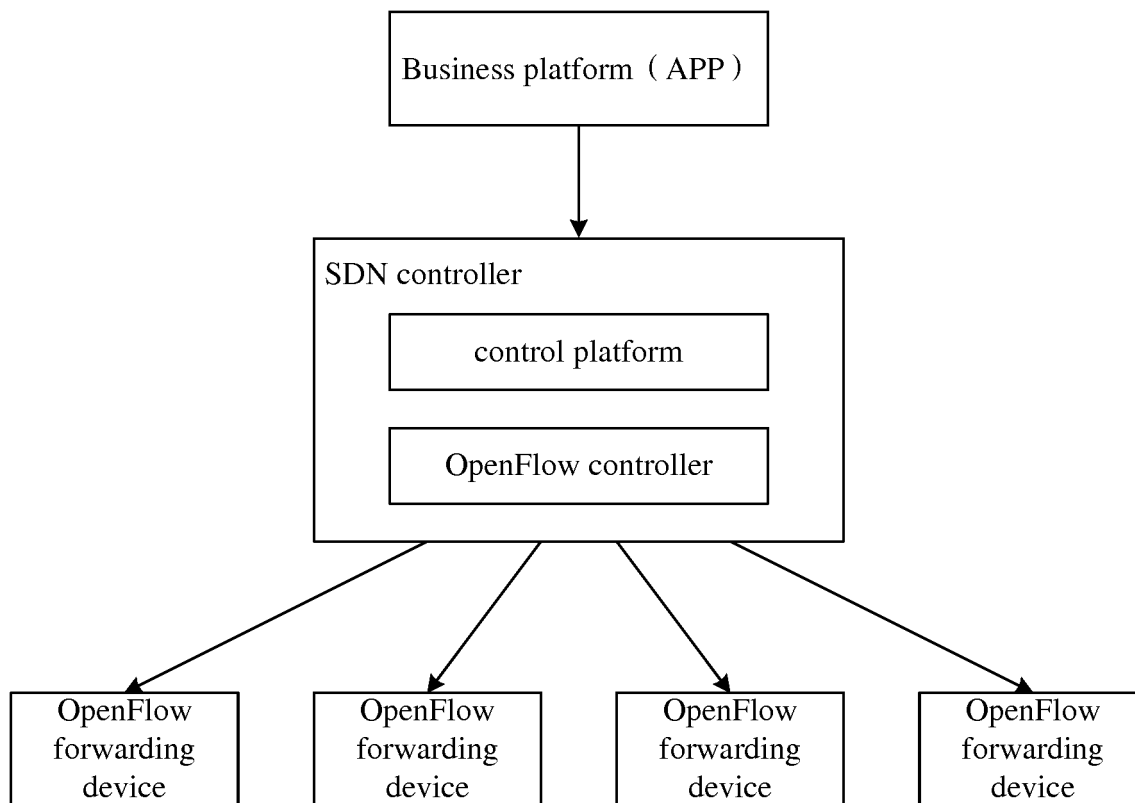 Business platform（APP）
SDN controller
control platform
OpenFlow controller
OpenFlow
forwarding
device
OpenFlow
forwarding
device
OpenFlow
forwarding
device
OpenFlow
forwarding
device